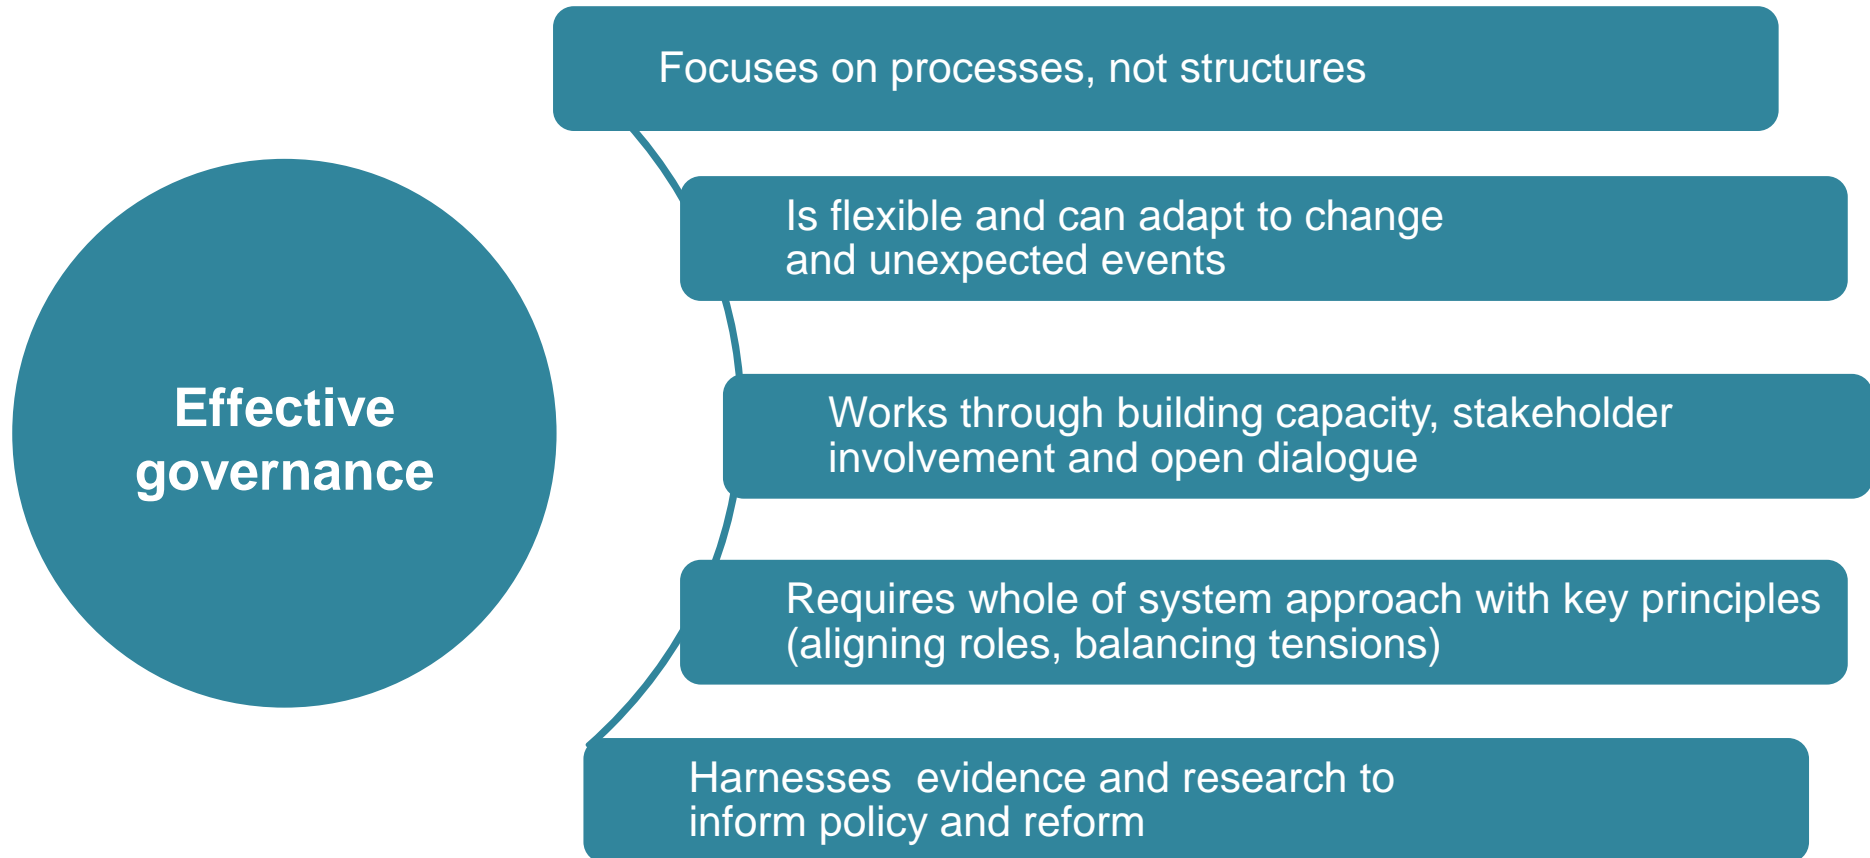 Focuses on processes, not structures
Is flexible and can adapt to change
and unexpected events
Effective
governance
Works through building capacity, stakeholder
involvement and open dialogue
Requires whole of system approach with key principles
(aligning roles, balancing tensions)
Harnesses  evidence and research to
inform policy and reform